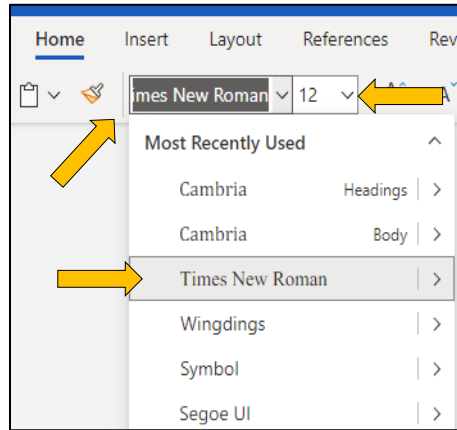 Home Insert Layout References Rev
imes New Roman 12 A
Most Recently Used
Cambria Headings
Cambria Body
Times New Roman
Wingdings
Symbol
Segoe UI